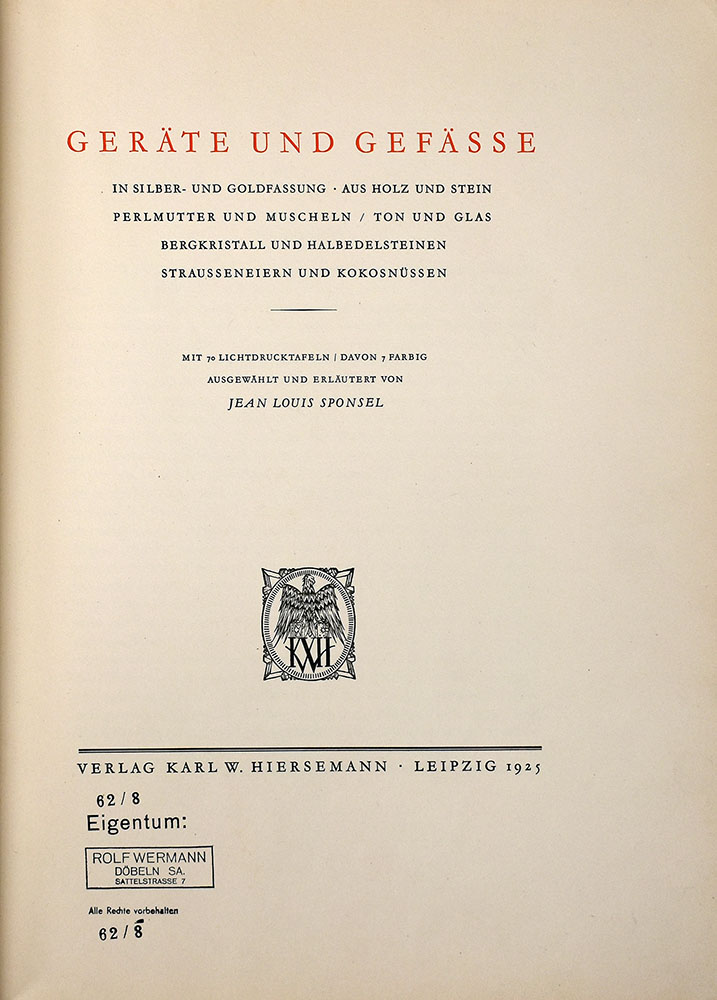 GERÄTE UND GEFÄSSE
IN SILBER- UND GOLDFASSUNG · AUS HOLZ UND STEIN
PERLMUTTER UND MUSCHELN / TON UND GLAS
BERGKRISTALL UND HALBEDELSTEINEN
STRAUSSENEIERN UND KOKOSNÜSSEN
MIT 70 LICHTDRUCKTAFELN / DAVON 7 FARBIG
AUSGEWÄHLT UND ERLÄUTERT VON
JEAN LOUIS SPONSEL
KWH
VERLAG KARL W. HIERSEMANN · LEIPZIG 1925
62/8
Eigentum:
ROLF WERMANN
DÖBELN SA.
SATTELSTRASSE 7
Alle Rechte vorbehalten
62/8